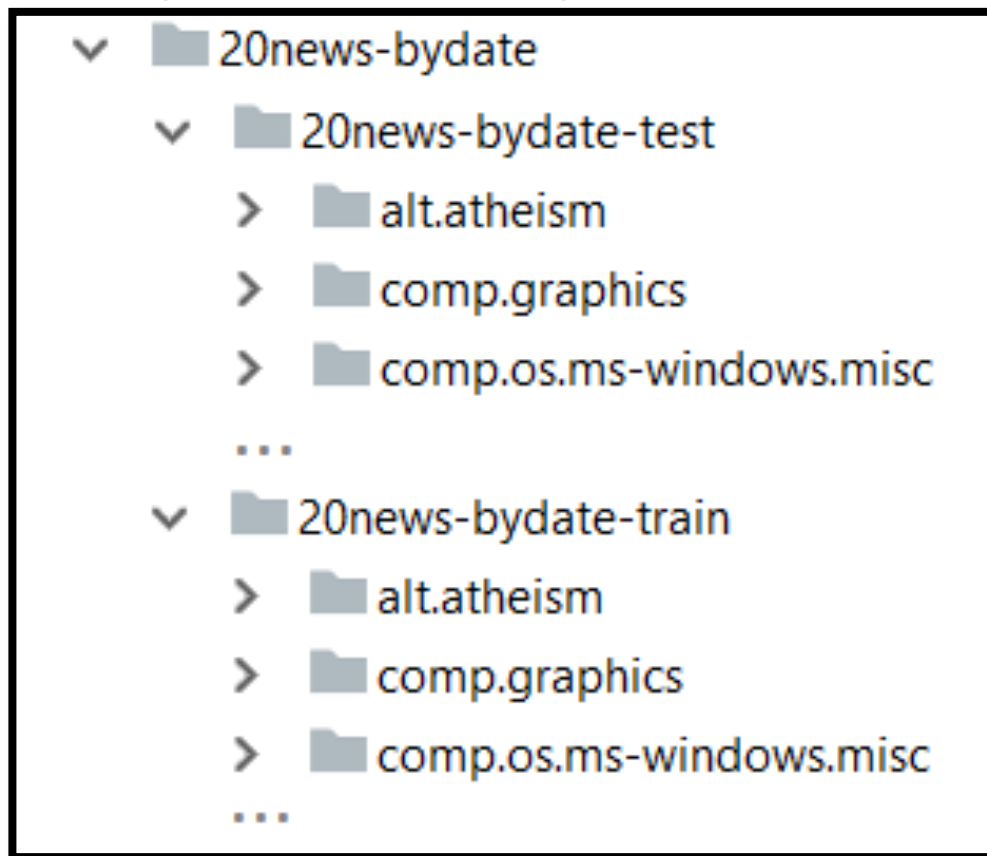 20news-bydate
20news-bydate-test
alt.atheism
comp.graphics
comp.os.ms-windows.misc
...
20news-bydate-train
alt.atheism
comp.graphics
comp.os.ms-windows.misc
...